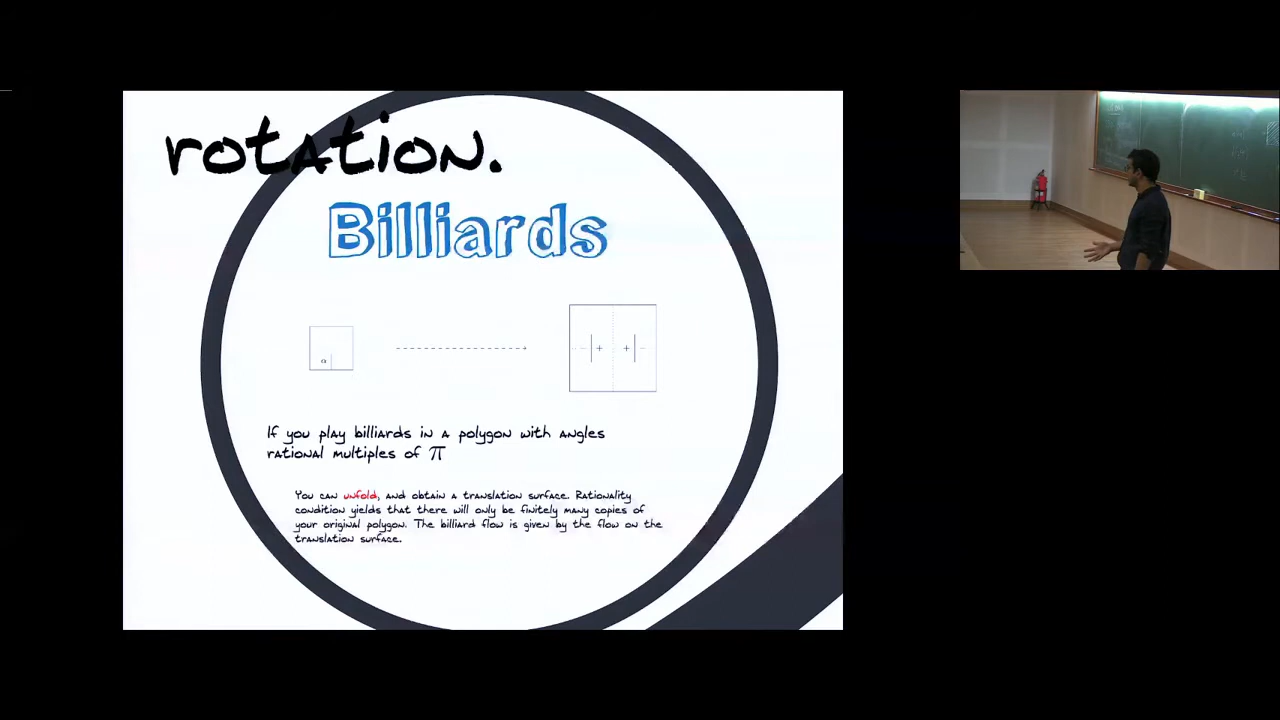 rotation.
Billiards
If you play billiards in a polygon with angles
rational multiples of π
You can unfold, and obtain a translation surface. Rationality
condition yields that there will only be finitely many copies of
your original polygon. The billiard flow is given by the flow on the
translation surface.